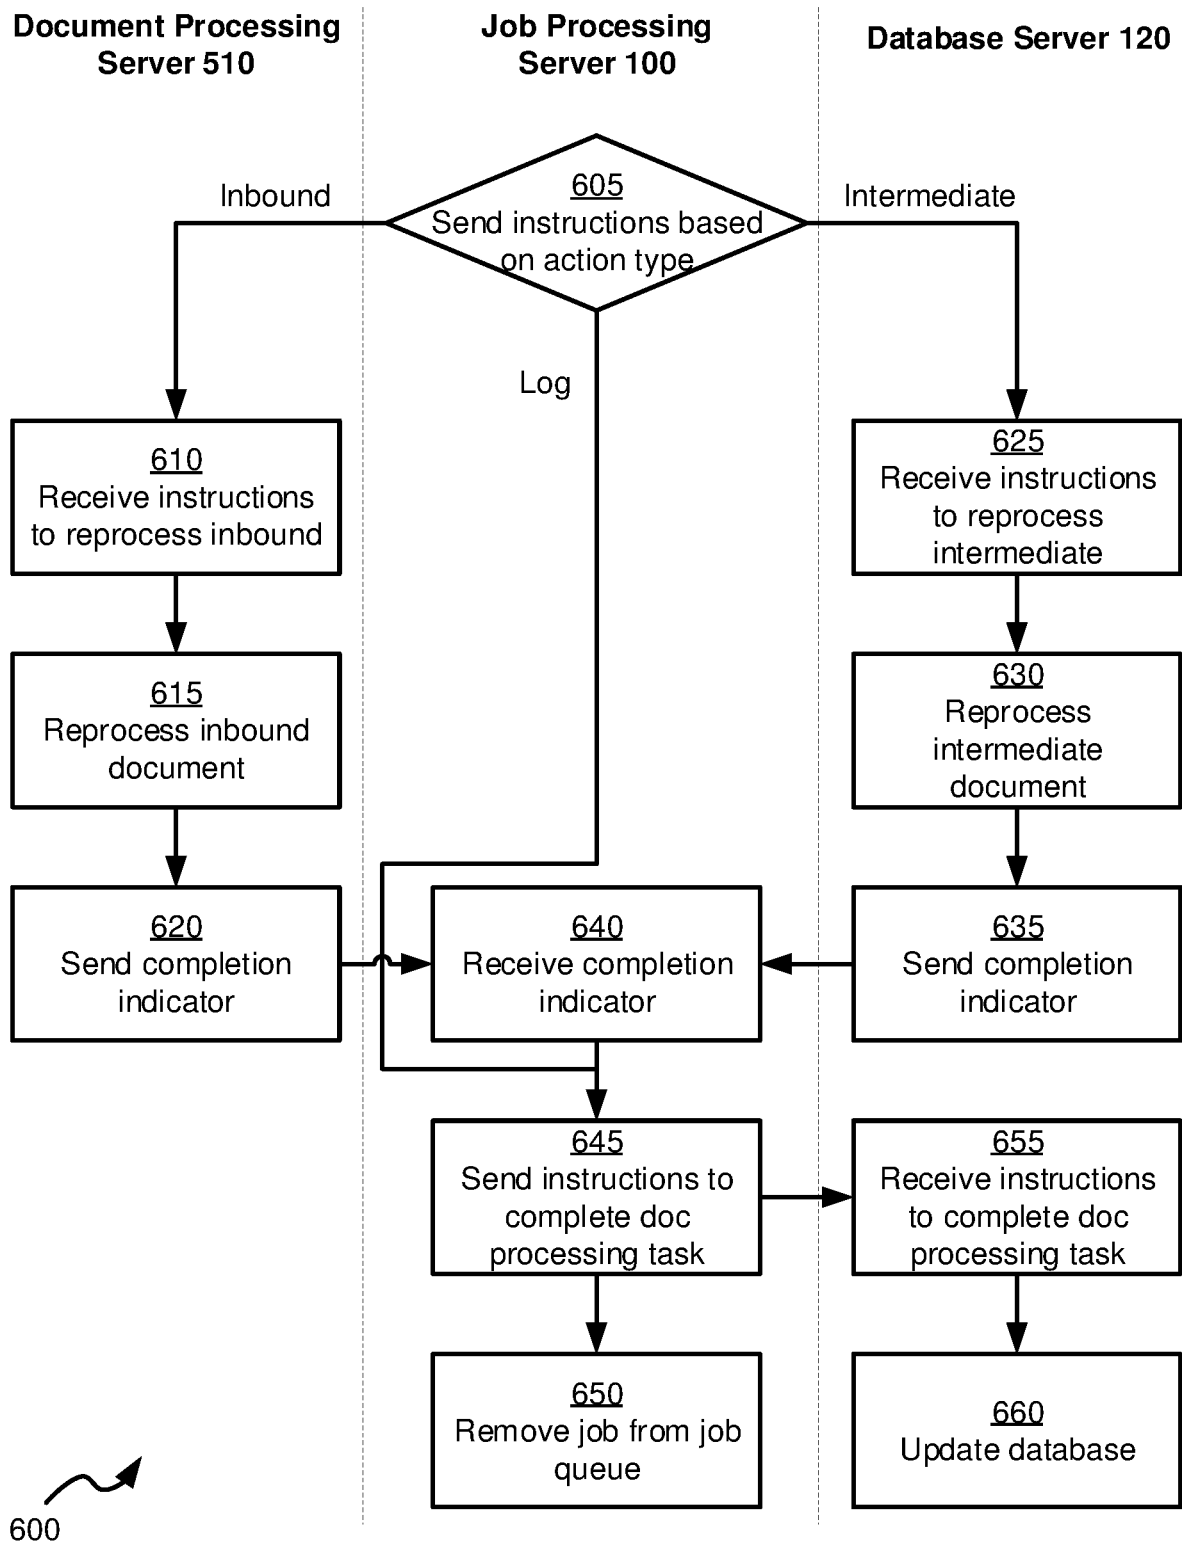 Document Processing
Server 510
Job Processing
Server 100
Database Server 120
Inbound
605
Send instructions based
on action type
Intermediate
Log
610
Receive instructions
to reprocess inbound
625
Receive instructions
to reprocess
intermediate
615
Reprocess inbound
document
630
Reprocess
intermediate
document
620
Send completion
indicator
640
Receive completion
indicator
635
Send completion
indicator
645
Send instructions to
complete doc
processing task
655
Receive instructions
to complete doc
processing task
650
Remove job from job
queue
660
Update database
600